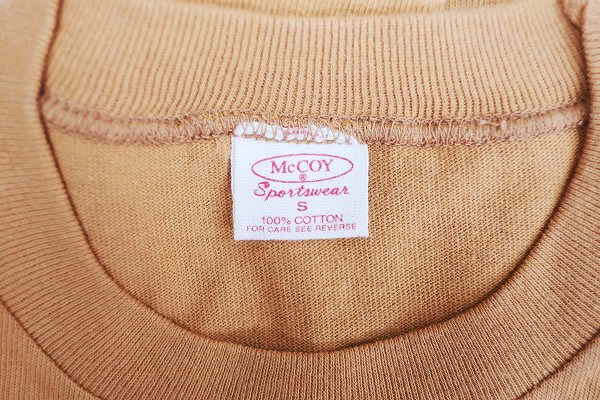 McCOY
®
Sportswear
S
100% COTTON
FOR CARE SEE REVERSE